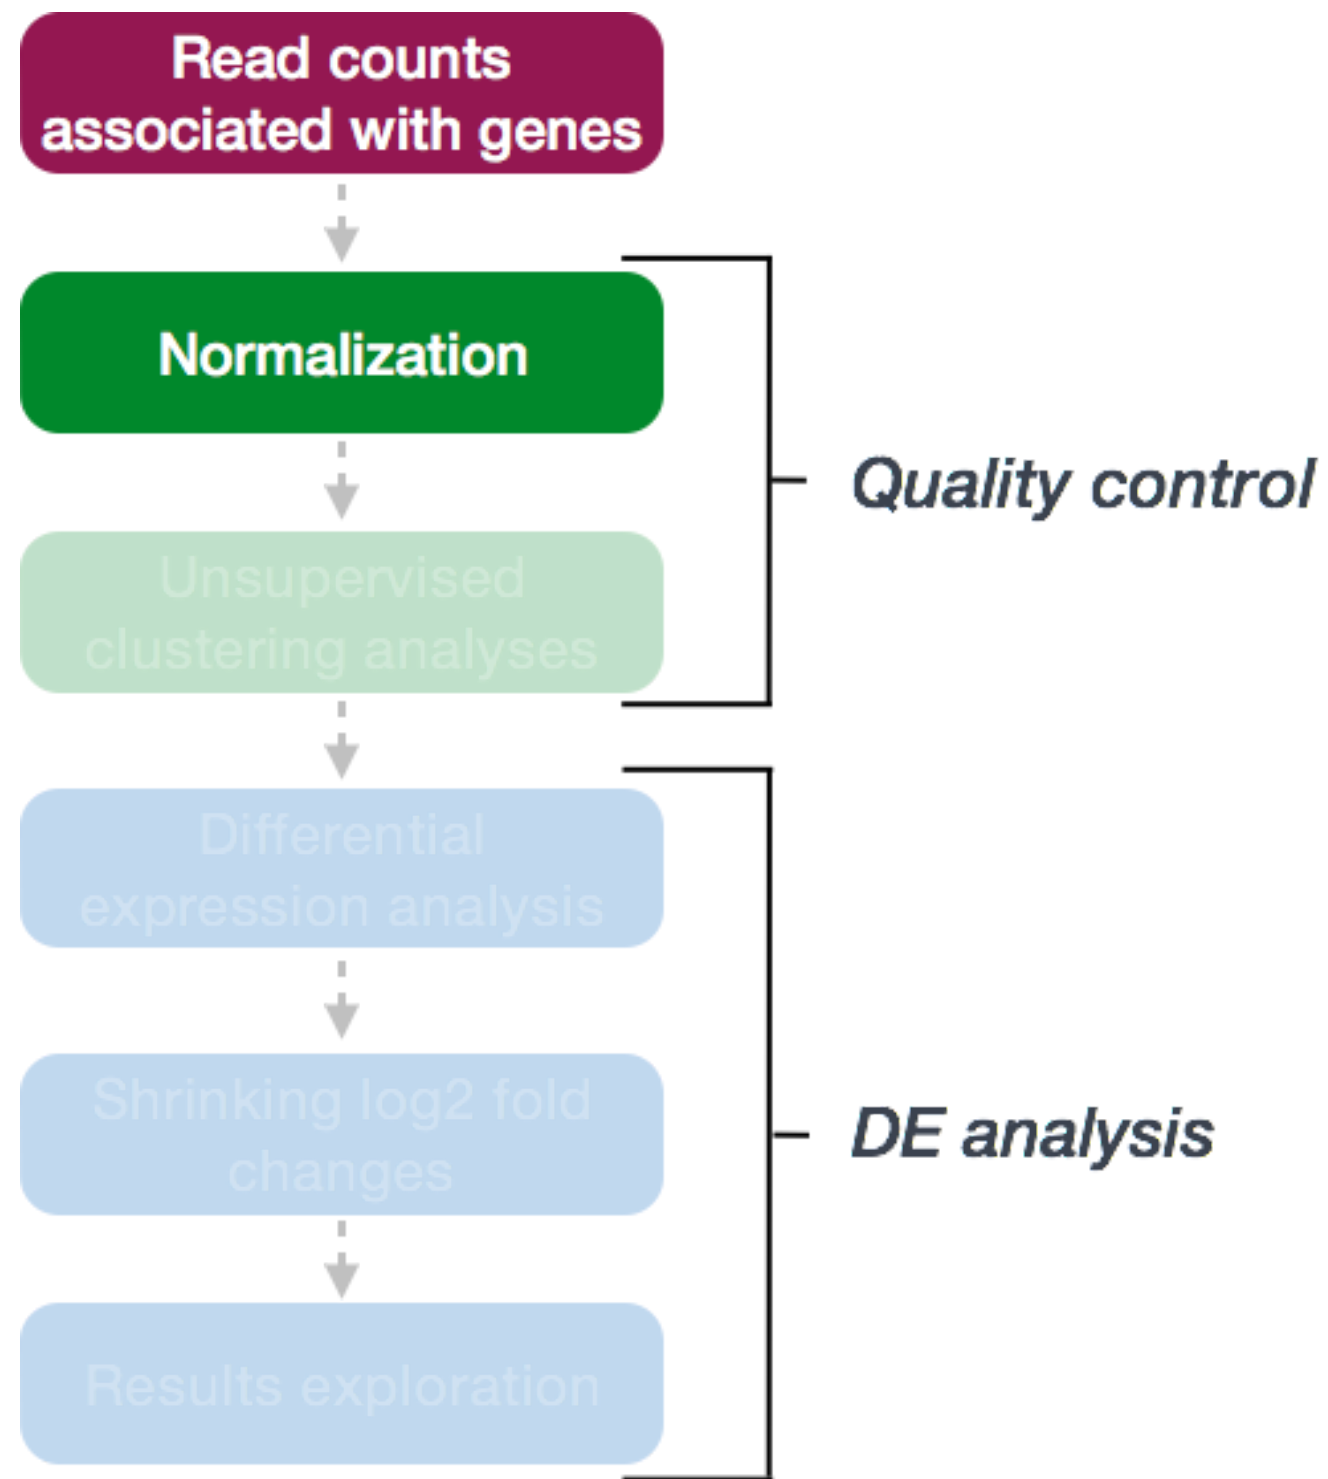 Read counts
associated with genes
Normalization
Quality control
Unsupervised
clustering analyses
Differential
expression analysis
Shrinking log2 fold
changes
DE analysis
Results exploration